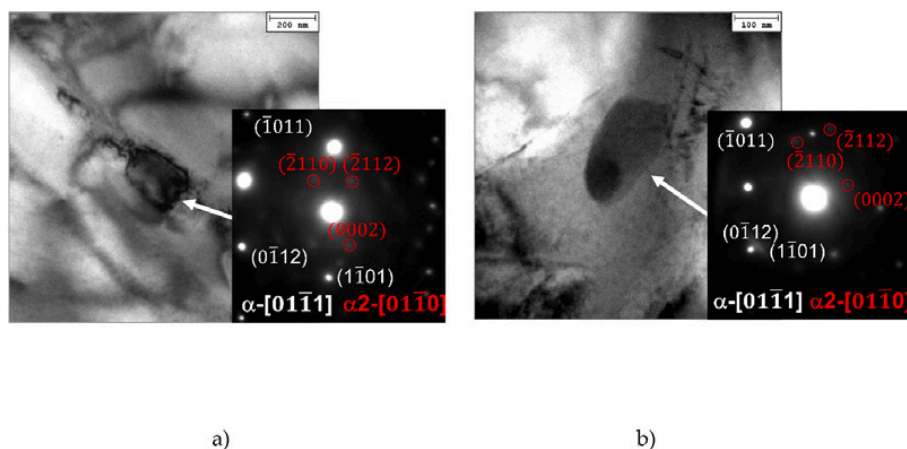 200 nm
(1̄011)
(2̄110) (2̄112)
(0002)
(01̄12)
(11̄01)
α-[011̄1] α2-[011̄0]
a)
100 nm
(1̄011)
(2̄112)
(2̄110)
(0002)
(01̄12)
(11̄01)
α-[011̄1] α2-[011̄0]
b)